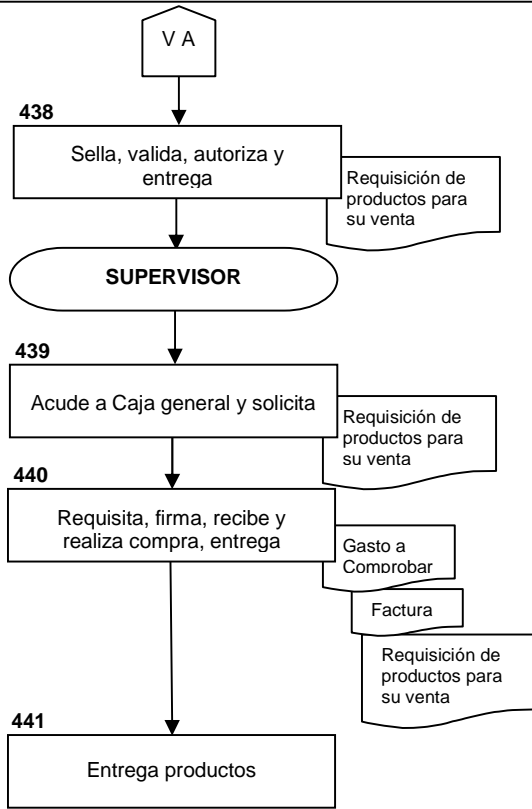 V A
438
Sella, valida, autoriza y
entrega
Requisición de
productos para
su venta
SUPERVISOR
439
Acude a Caja general y solicita
Requisición de
productos para
su venta
440
Requisita, firma, recibe y
realiza compra, entrega
Gasto a
Comprobar
Factura
Requisición de
productos para
su venta
441
Entrega productos